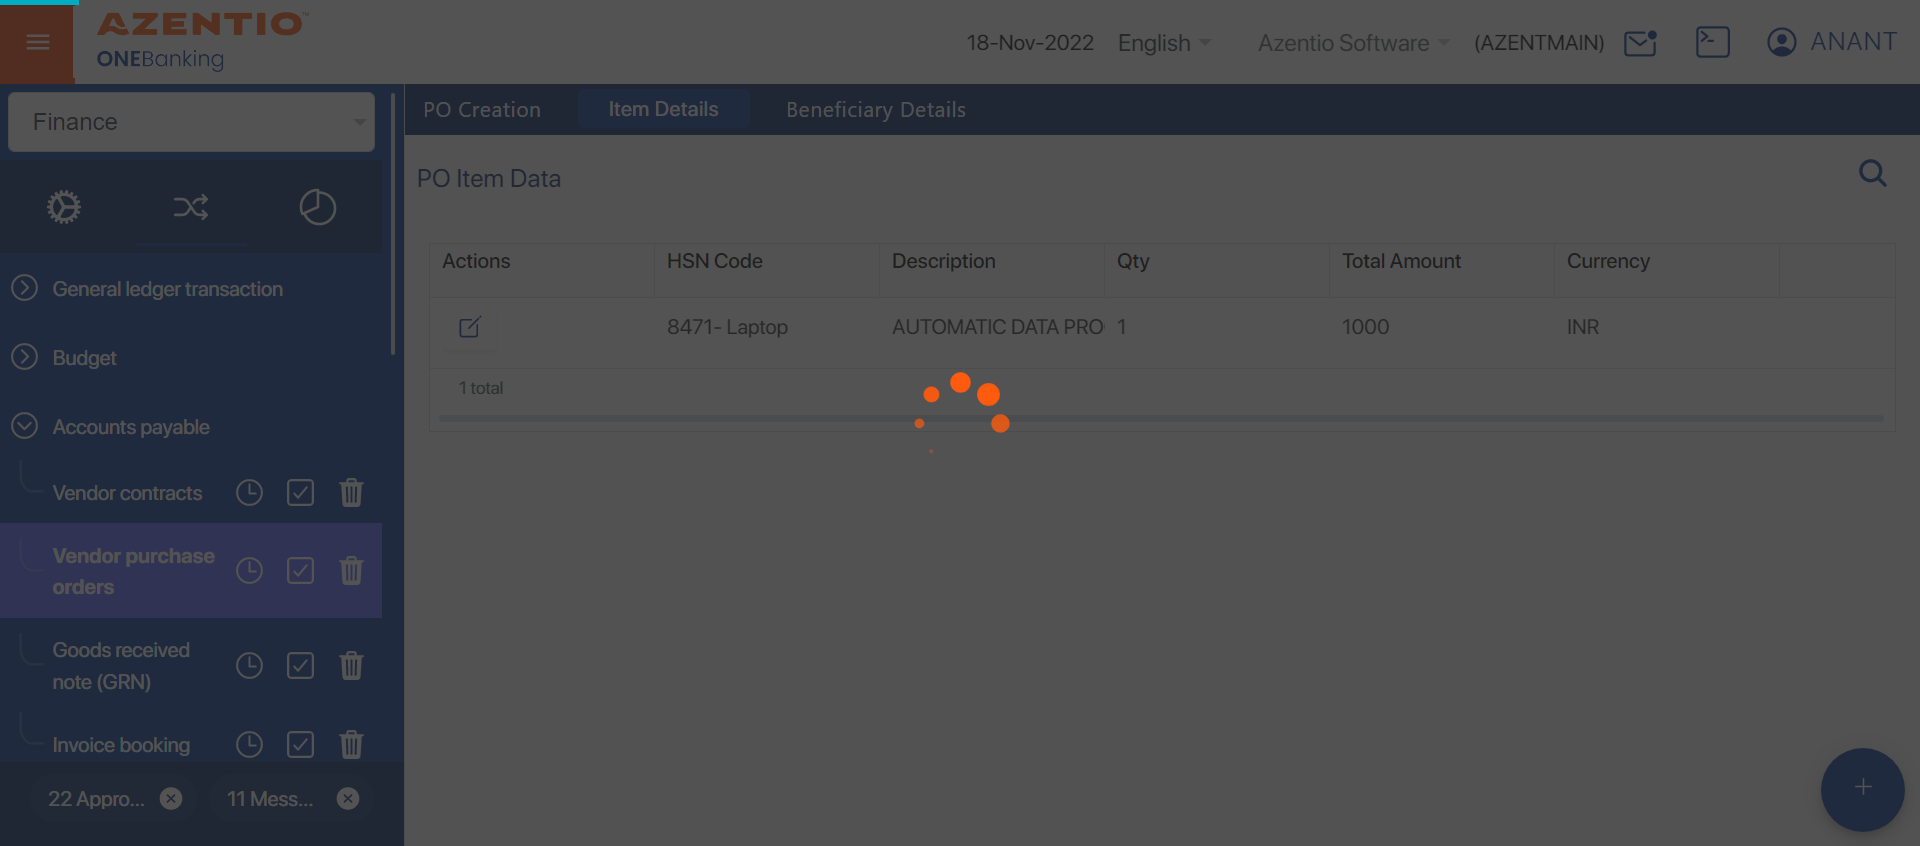 AZENTIO™
ONEBanking
18-Nov-2022
English
Azentio Software
(AZENTMAIN)
ANANT
Finance
General ledger transaction
Budget
Accounts payable
Vendor contracts
Vendor purchase
orders
Goods received
note (GRN)
Invoice booking
22 Appro...
11 Mess...
PO Creation
Item Details
Beneficiary Details
PO Item Data
Actions HSN Code Description Qty Total Amount Currency
8471- Laptop AUTOMATIC DATA PRO 1 1000 INR
1 total